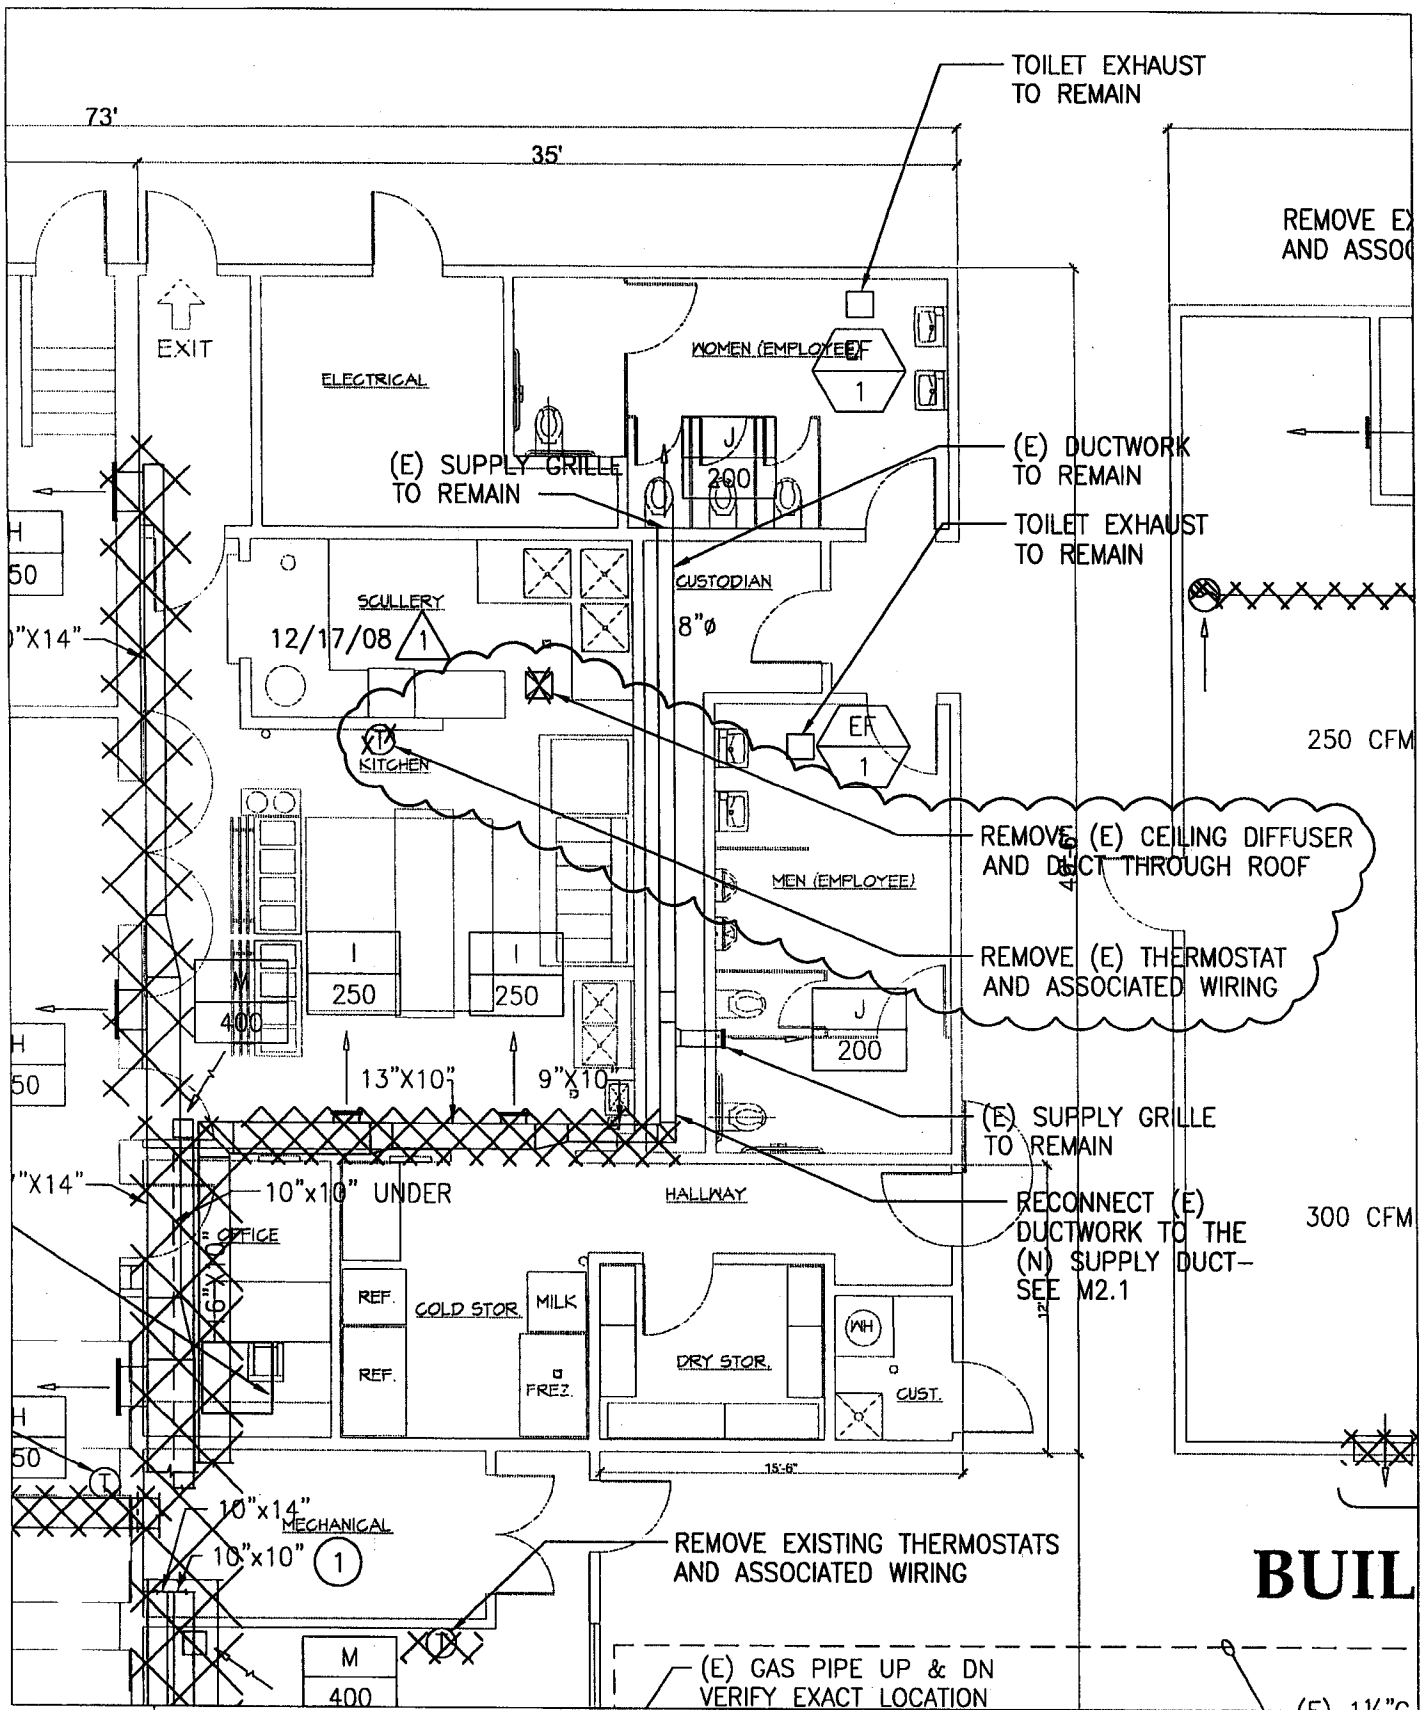 TOILET EXHAUST
TO REMAIN
73'
35'
REMOVE EX
AND ASSOC
EXIT
ELECTRICAL
WOMEN (EMPLOYEE)
EF
1
J
200
(E) SUPPLY GRILLE
TO REMAIN
(E) DUCTWORK
TO REMAIN
TOILET EXHAUST
TO REMAIN
H
50
CUSTODIAN
SCULLERY
12/17/08
1
8"ø
"X14"
KITCHEN
T
EF
1
250 CFM
REMOVE (E) CEILING DIFFUSER
AND DUCT THROUGH ROOF
MEN (EMPLOYEE)
REMOVE (E) THERMOSTAT
AND ASSOCIATED WIRING
I
250
I
250
M
400
J
200
H
50
13"X10"
9"X10"
(E) SUPPLY GRILLE
TO REMAIN
"X14"
10"x10" UNDER
HALLWAY
OFFICE
RECONNECT (E)
DUCTWORK TO THE
(N) SUPPLY DUCT-
SEE M2.1
300 CFM
REF.
COLD STOR.
MILK
WH
12'
REF.
FREZ.
DRY STOR.
CUST.
H
50
T
15'-6"
10"x14"
MECHANICAL
10"x10"
1
REMOVE EXISTING THERMOSTATS
AND ASSOCIATED WIRING
BUIL
T
M
400
(E) GAS PIPE UP & DN
VERIFY EXACT LOCATION